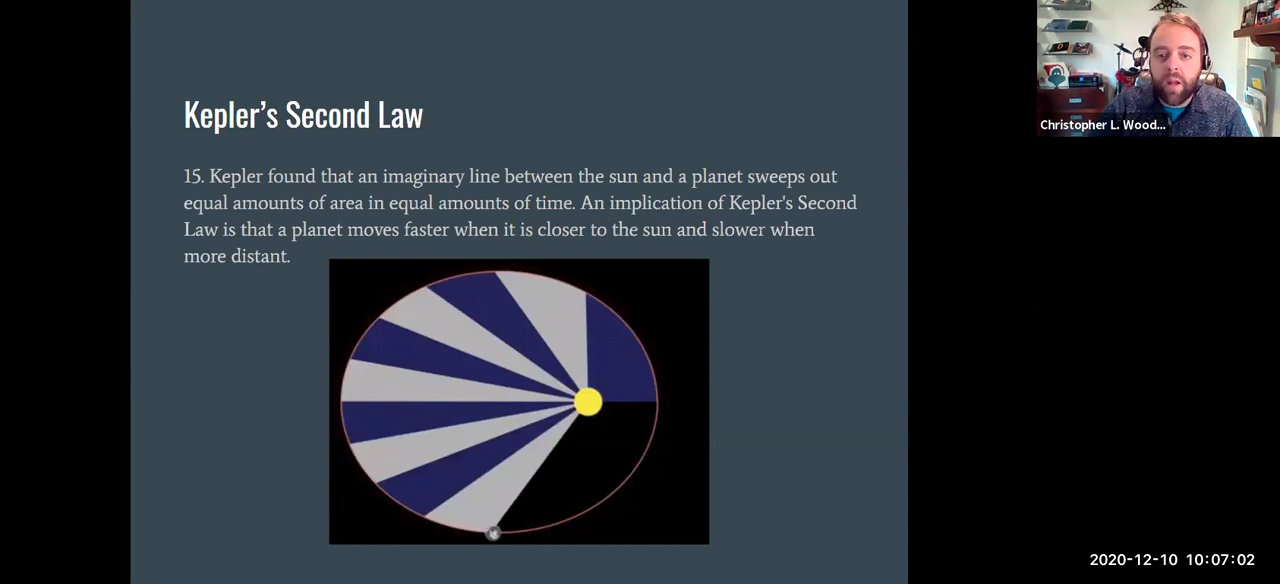 Kepler’s Second Law
15. Kepler found that an imaginary line between the sun and a planet sweeps out
equal amounts of area in equal amounts of time. An implication of Kepler's Second
Law is that a planet moves faster when it is closer to the sun and slower when
more distant.
Christopher L. Wood...
2020-12-10 10:07:02